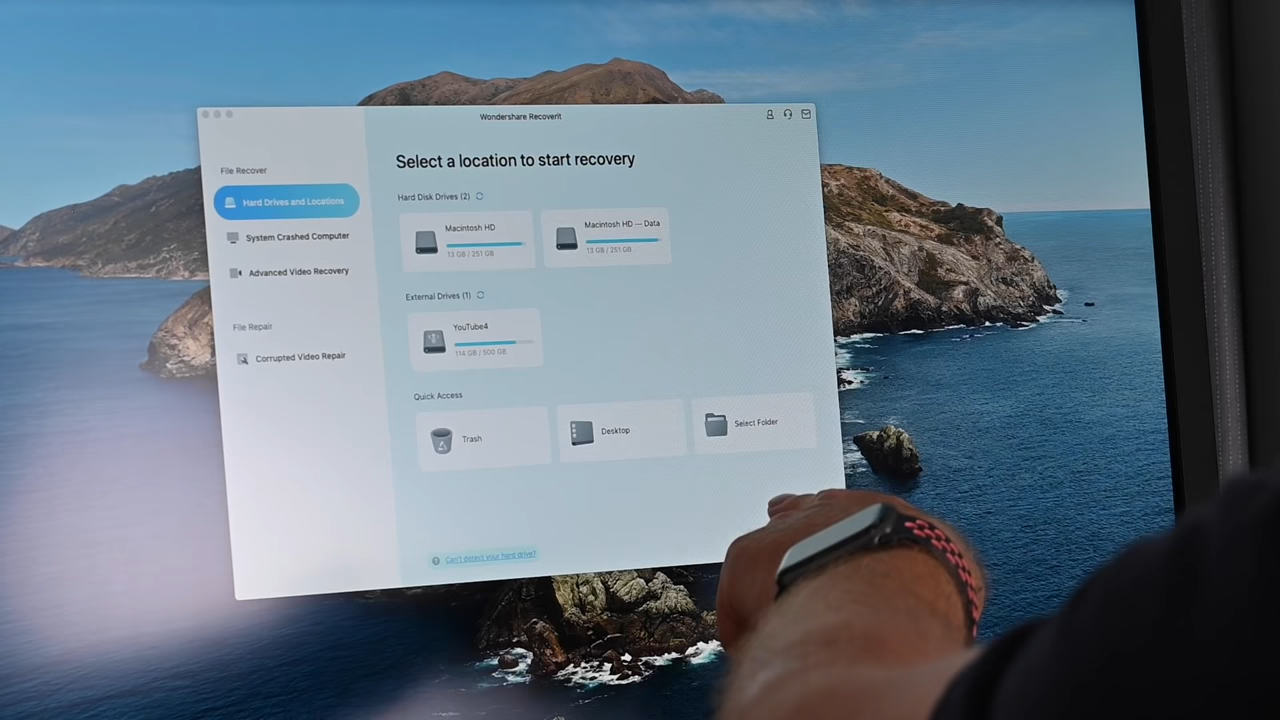 Wondershare Recoverit
File Recover
Hard Drives and Locations
System Crashed Computer
Advanced Video Recovery
File Repair
Corrupted Video Repair
Select a location to start recovery
Hard Disk Drives (2)
Macintosh HD
13 GB / 251 GB
Macintosh HD — Data
13 GB / 251 GB
External Drives (1)
YouTube4
114 GB / 500 GB
Quick Access
Trash
Desktop
Select Folder
Can't detect your hard drive?